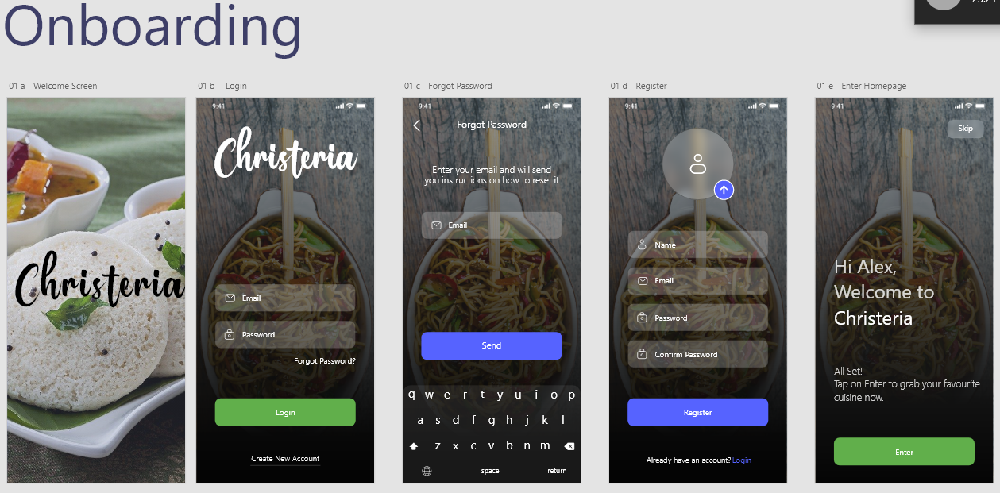 Onboarding
01 a - Welcome Screen
Christeria
01 b - Login
9:41
Christeria
Email
Password
Forgot Password?
Login
Create New Account
01 c - Forgot Password
9:41
Forgot Password
Enter your email and will send
you instructions on how to reset it
Email
Send
q w e r t y u i o p
a s d f g h j k l
z x c v b n m
space return
01 d - Register
9:41
Name
Email
Password
Confirm Password
Register
Already have an account? Login
01 e - Enter Homepage
9:41
Skip
Hi Alex,
Welcome to
Christeria
All Set!
Tap on Enter to grab your favourite
cuisine now.
Enter